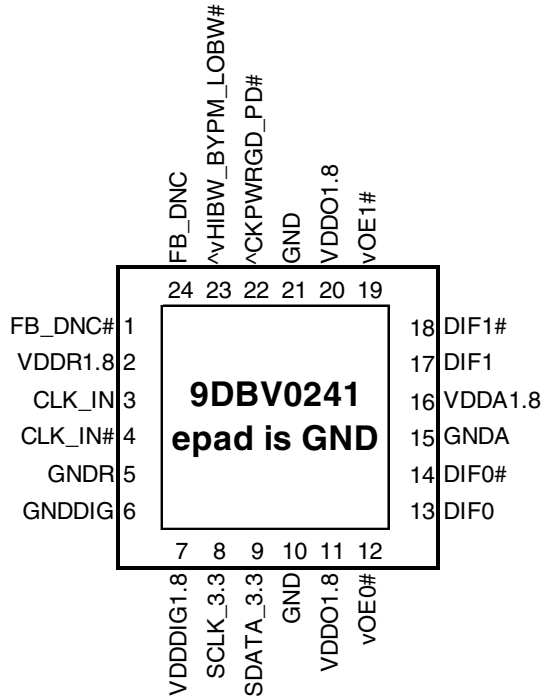 FB_DNC
^vHIBW_BYPM_LOBW#
^CKPWRGD_PD#
GND
VDDO1.8
vOE1#
24 23 22 21 20 19
FB_DNC# 1
VDDR1.8 2
CLK_IN 3
CLK_IN# 4
GNDR 5
GNDDIG 6
9DBV0241
epad is GND
18 DIF1#
17 DIF1
16 VDDA1.8
15 GNDA
14 DIF0#
13 DIF0
7 8 9 10 11 12
VDDDIG1.8
SCLK_3.3
SDATA_3.3
GND
VDDO1.8
vOE0#